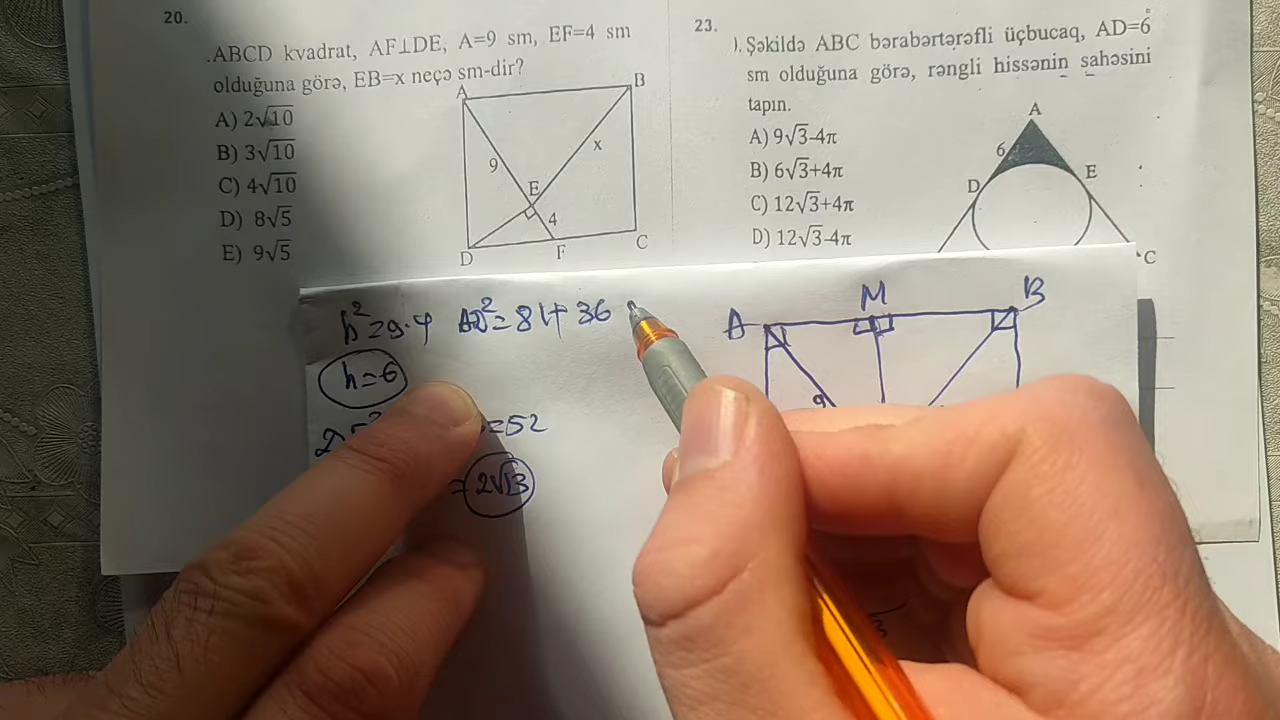 20.
.ABCD kvadrat, AF⊥DE, A=9 sm, EF=4 sm
olduğuna görə, EB=x neçə sm-dir?
A) 2√10
B) 3√10
C) 4√10
D) 8√5
E) 9√5
A
B
9
x
E
4
D
F
C
23.
). Şəkildə ABC bərabərtərəfli üçbucaq, AD=6
sm olduğuna görə, rəngli hissənin sahəsini
tapın.
A) 9√3-4π
B) 6√3+4π
C) 12√3+4π
D) 12√3-4π
A
6
D
E
C
h²=9·4
AD²=81+36
h=6
=52
=2√13
A
M
B
9